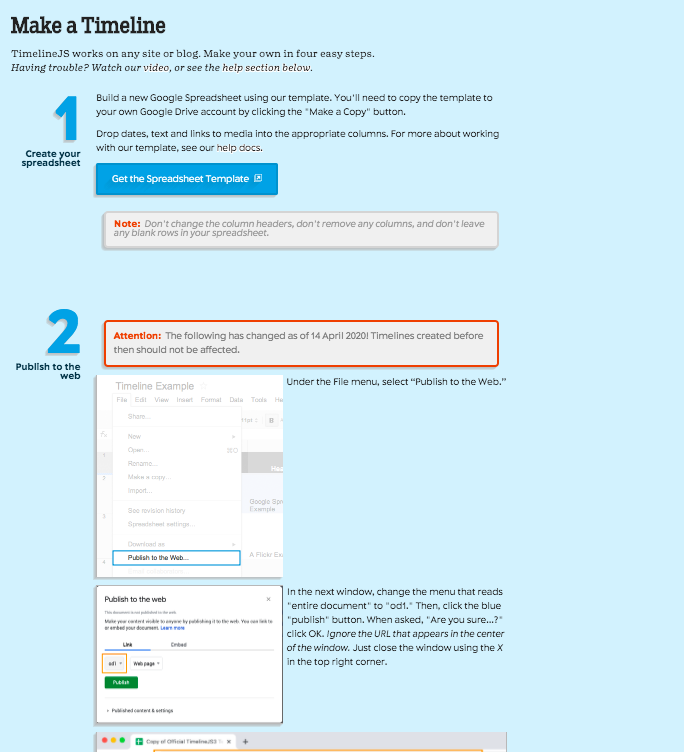 Make a Timeline
TimelineJS works on any site or blog. Make your own in four easy steps.
Having trouble? Watch our video, or see the help section below.
1
Create your
spreadsheet
Build a new Google Spreadsheet using our template. You'll need to copy the template to
your own Google Drive account by clicking the "Make a Copy" button.
Drop dates, text and links to media into the appropriate columns. For more about working
with our template, see our help docs.
Get the Spreadsheet Template
Note: Don't change the column headers, don't remove any columns, and don't leave
any blank rows in your spreadsheet.
2
Publish to the
web
Attention: The following has changed as of 14 April 2020! Timelines created before
then should not be affected.
Timeline Example
File Edit View Insert Format Data Tools
Share...
New
Open...
Rename...
Make a copy...
Import...
See revision history
Spreadsheet settings...
Download as
Publish to the Web...
1
2
3
4
B
Google Spr
Example
A Flickr Ex
Under the File menu, select “Publish to the Web.”
Publish to the web
This document is not published to the web
Make your content visible to anyone by publishing it to the web. You can link to
or embed your document. Learn more
Link Embed
od1 Web page
Publish
Published content & settings
In the next window, change the menu that reads
"entire document" to "od1." Then, click the blue
"publish" button. When asked, "Are you sure...?"
click OK. Ignore the URL that appears in the center
of the window. Just close the window using the X
in the top right corner.
Copy of Official TimelineJS3